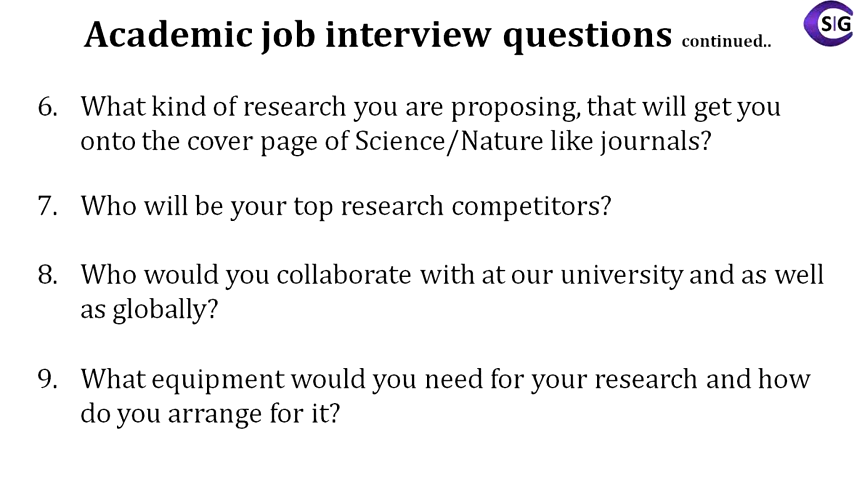 Academic job interview questions continued..
SIG
6. What kind of research you are proposing, that will get you
onto the cover page of Science/Nature like journals?
7. Who will be your top research competitors?
8. Who would you collaborate with at our university and as well
as globally?
9. What equipment would you need for your research and how
do you arrange for it?